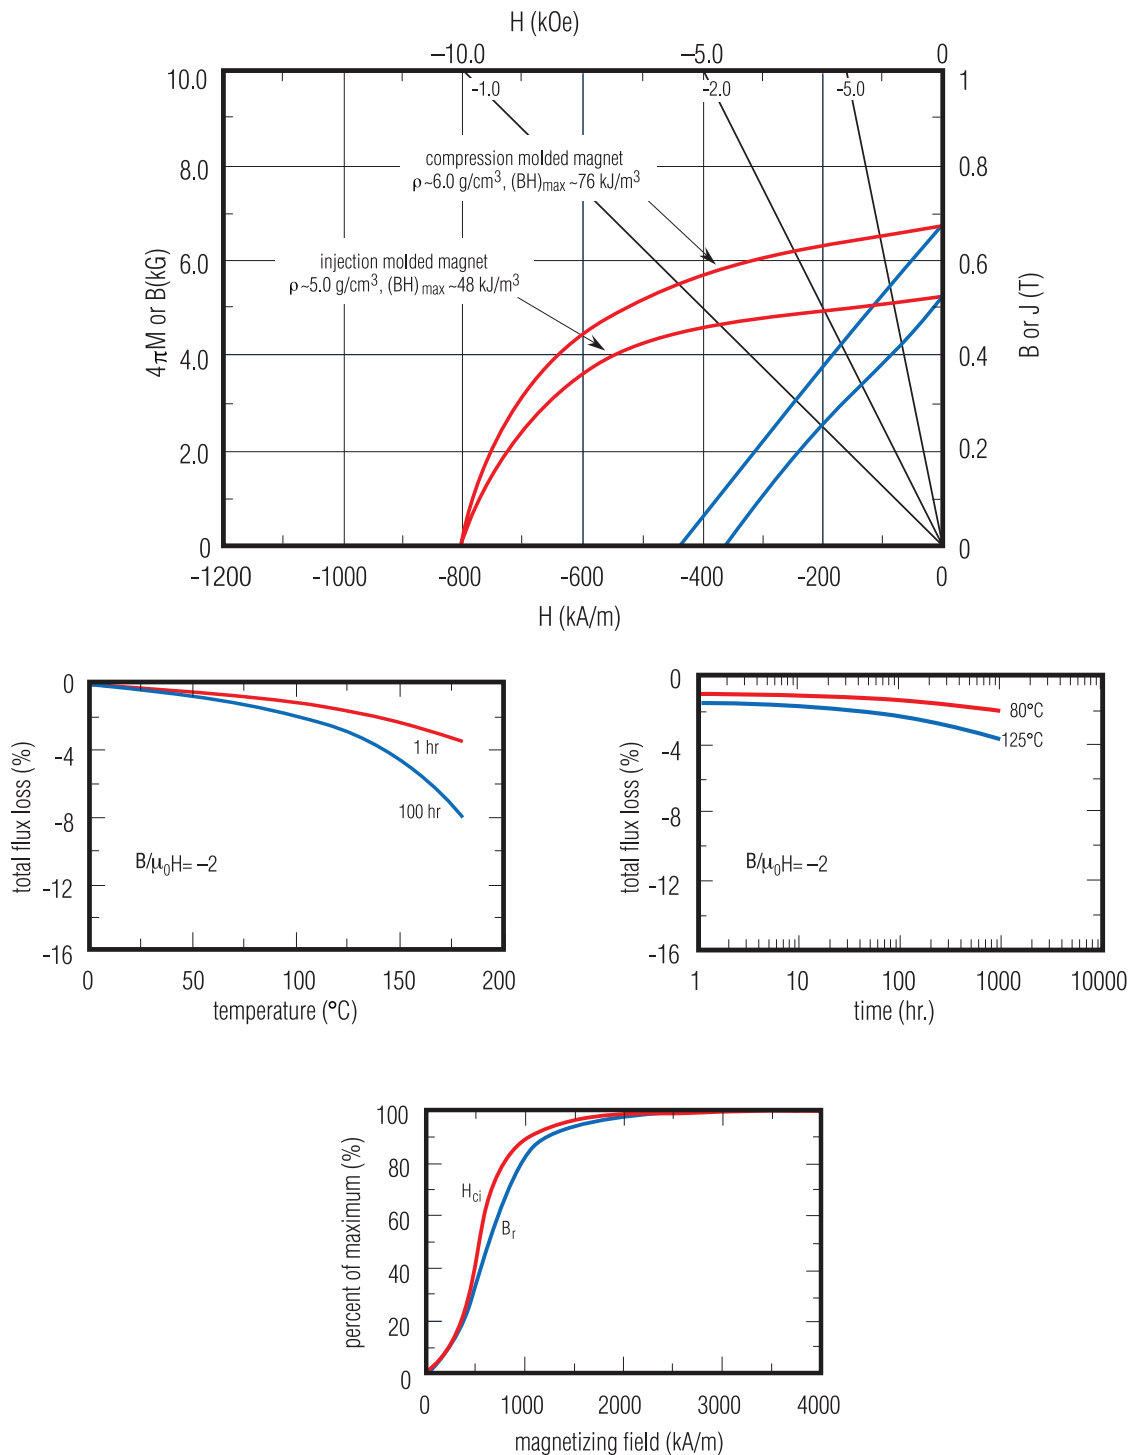 H (kOe)
–10.0 –5.0 0
10.0 -1.0 -2.0 -5.0 1
compression molded magnet
ρ~6.0 g/cm³, (BH)max ~76 kJ/m³
8.0 0.8
injection molded magnet
ρ~5.0 g/cm³, (BH) max ~48 kJ/m³
6.0 0.6
4πM or B(kG)
B or J (T)
4.0 0.4
2.0 0.2
0 0
-1200 -1000 -800 -600 -400 -200 0
H (kA/m)
total flux loss (%)
0
-4
-8
-12
-16
1 hr
100 hr
B/μ₀H= –2
0 50 100 150 200
temperature (°C)
total flux loss (%)
0
-4
-8
-12
-16
80°C
125°C
B/μ₀H= –2
1 10 100 1000 10000
time (hr.)
percent of maximum (%)
100
80
60
40
20
0
Hci
Br
0 1000 2000 3000 4000
magnetizing field (kA/m)